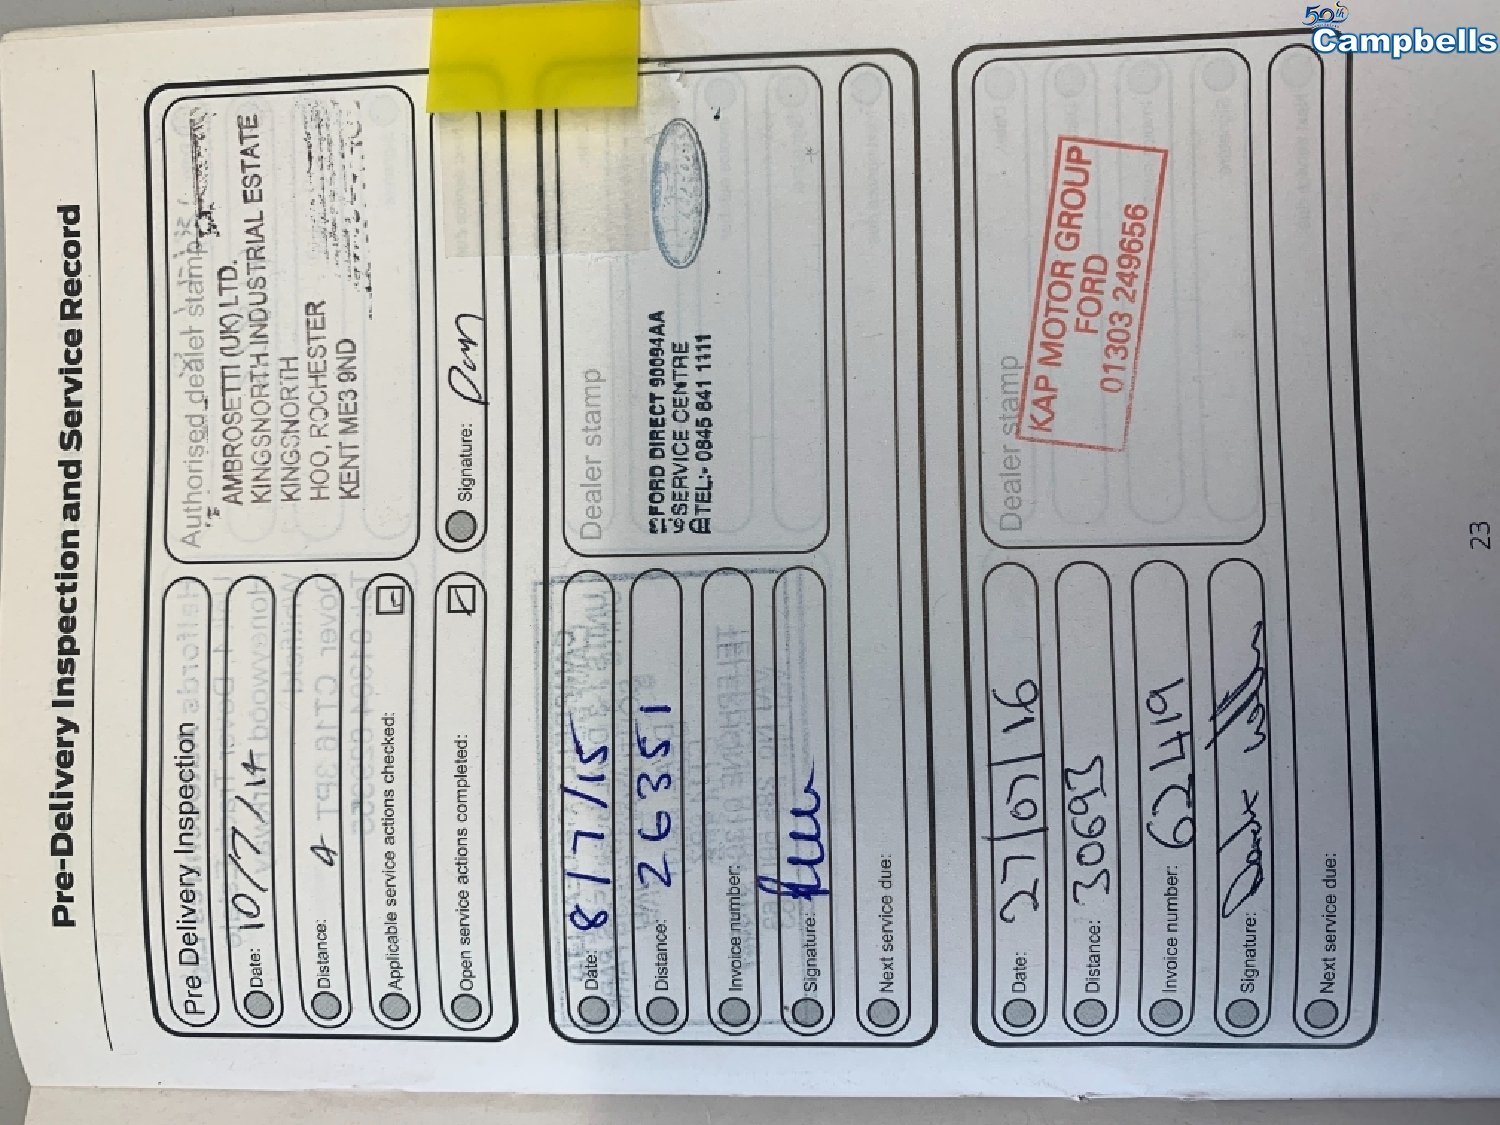 50th
Campbells
Pre-Delivery Inspection and Service Record
Pre Delivery Inspection
Date: 10/7/14
Distance: 4
Applicable service actions checked:
Open service actions completed:
Authorised dealer stamp
AMBROSETTI (UK) LTD.
KINGSNORTH INDUSTRIAL ESTATE
KINGSNORTH
HOO, ROCHESTER
KENT ME3 9ND
Signature:
Date: 8/7/15
Distance: 26351
Invoice number:
Signature:
Next service due:
Dealer stamp
FORD DIRECT 90094AA
SERVICE CENTRE
TEL:- 0845 841 1111
Date: 27/07/16
Distance: 30693
Invoice number: 62419
Signature:
Next service due:
Dealer stamp
KAP MOTOR GROUP
FORD
01303 249656
23